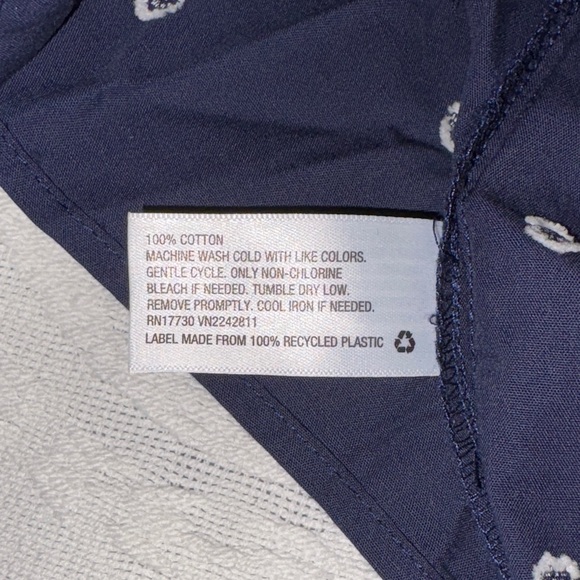 100% COTTON
MACHINE WASH COLD WITH LIKE COLORS.
GENTLE CYCLE. ONLY NON-CHLORINE
BLEACH IF NEEDED. TUMBLE DRY LOW.
REMOVE PROMPTLY. COOL IRON IF NEEDED.
RN17730 VN2242811
LABEL MADE FROM 100% RECYCLED PLASTIC